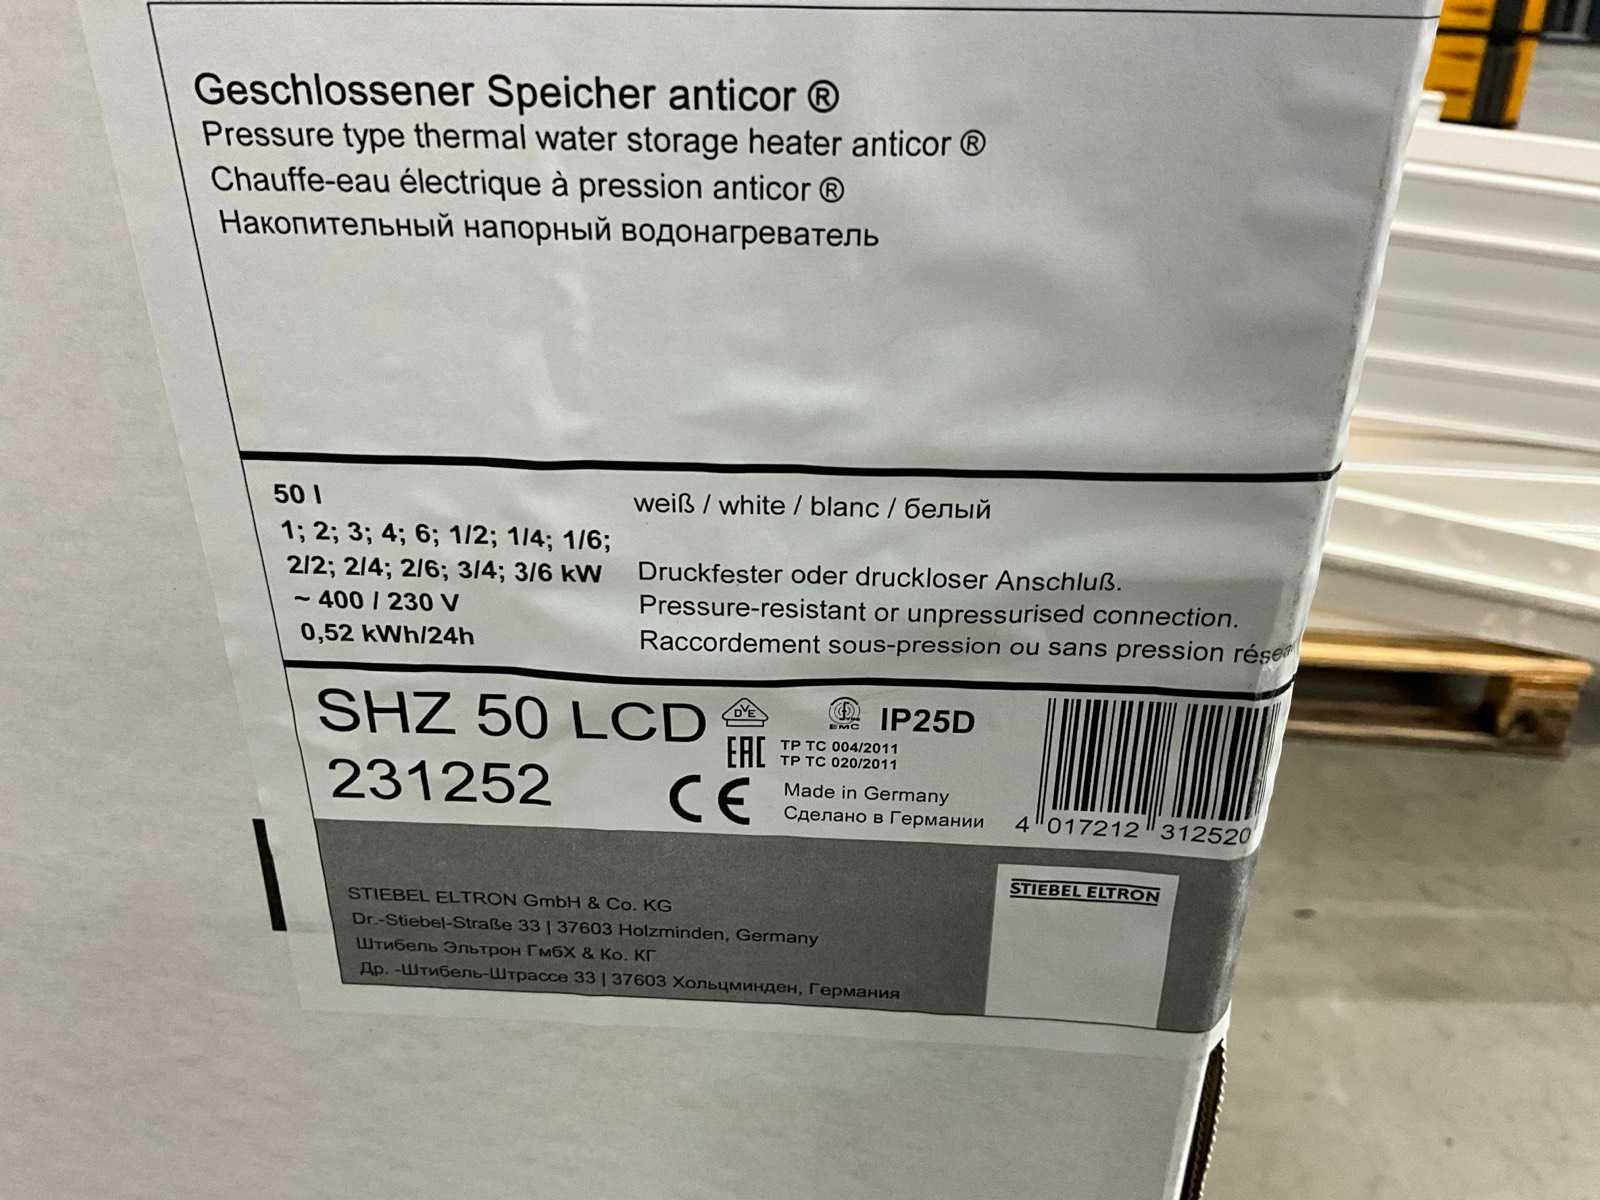 Geschlossener Speicher anticor ®
Pressure type thermal water storage heater anticor ®
Chauffe-eau électrique à pression anticor ®
Накопительный напорный водонагреватель
50 l
1; 2; 3; 4; 6; 1/2; 1/4; 1/6;
2/2; 2/4; 2/6; 3/4; 3/6 kW
~ 400 / 230 V
0,52 kWh/24h
weiß / white / blanc / белый
Druckfester oder druckloser Anschluß.
Pressure-resistant or unpressurised connection.
Raccordement sous-pression ou sans pression
SHZ 50 LCD
231252
DVE
EMC
IP25D
EAC
TP TC 004/2011
TP TC 020/2011
CE
Made in Germany
Сделано в Германии
4 017212 312520
STIEBEL ELTRON GmbH & Co. KG
Dr.-Stiebel-Straße 33 | 37603 Holzminden, Germany
Штибель Эльтрон ГмбХ & Ко. КГ
Др. -Штибель-Штрассе 33 | 37603 Хольцминден, Германия
STIEBEL ELTRON